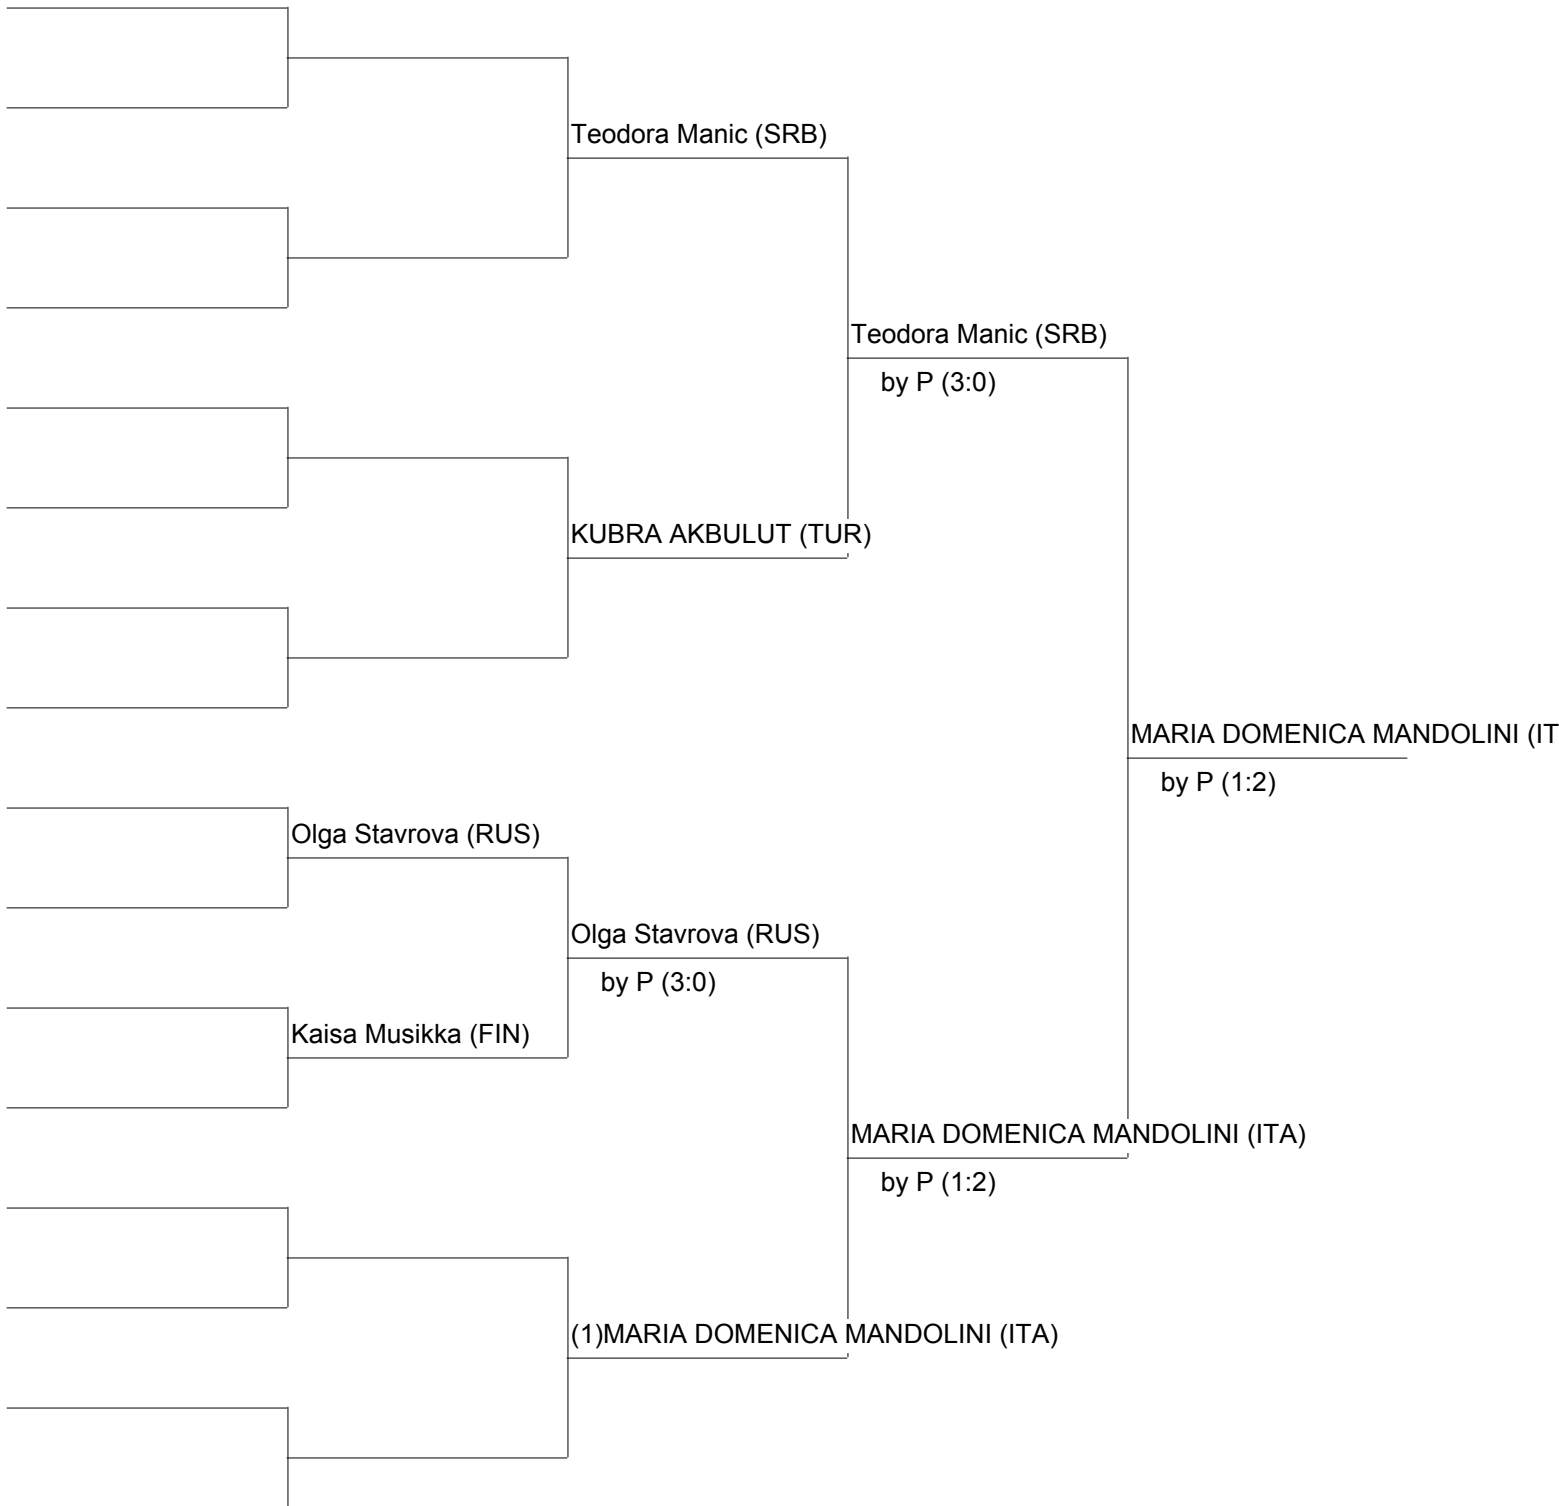 Teodora Manic (SRB)
Teodora Manic (SRB)
by P (3:0)
KUBRA AKBULUT (TUR)
MARIA DOMENICA MANDOLINI (IT
by P (1:2)
Olga Stavrova (RUS)
Olga Stavrova (RUS)
by P (3:0)
Kaisa Musikka (FIN)
MARIA DOMENICA MANDOLINI (ITA)
by P (1:2)
(1)MARIA DOMENICA MANDOLINI (ITA)